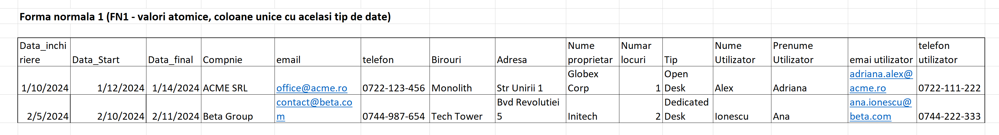 Forma normala 1 (FN1 - valori atomice, coloane unice cu acelasi tip de date)
Data_inchi
riere
Data_Start
Data_final
Compnie
email
telefon
Birouri
Adresa
Nume
proprietar
Numar
locuri
Tip
Nume
Utilizator
Prenume
Utilizator
emai utilizator
telefon
utilizator
1/10/2024
1/12/2024
1/14/2024
ACME SRL
office@acme.ro
0722-123-456
Monolith
Str Unirii 1
Globex
Corp
1
Open
Desk
Alex
Adriana
adriana.alex@
acme.ro
0722-111-222
2/5/2024
2/10/2024
2/11/2024
Beta Group
contact@beta.co
m
0744-987-654
Tech Tower
Bvd Revolutiei
5
Initech
2
Dedicated
Desk
Ionescu
Ana
ana.ionescu@
beta.com
0744-222-333